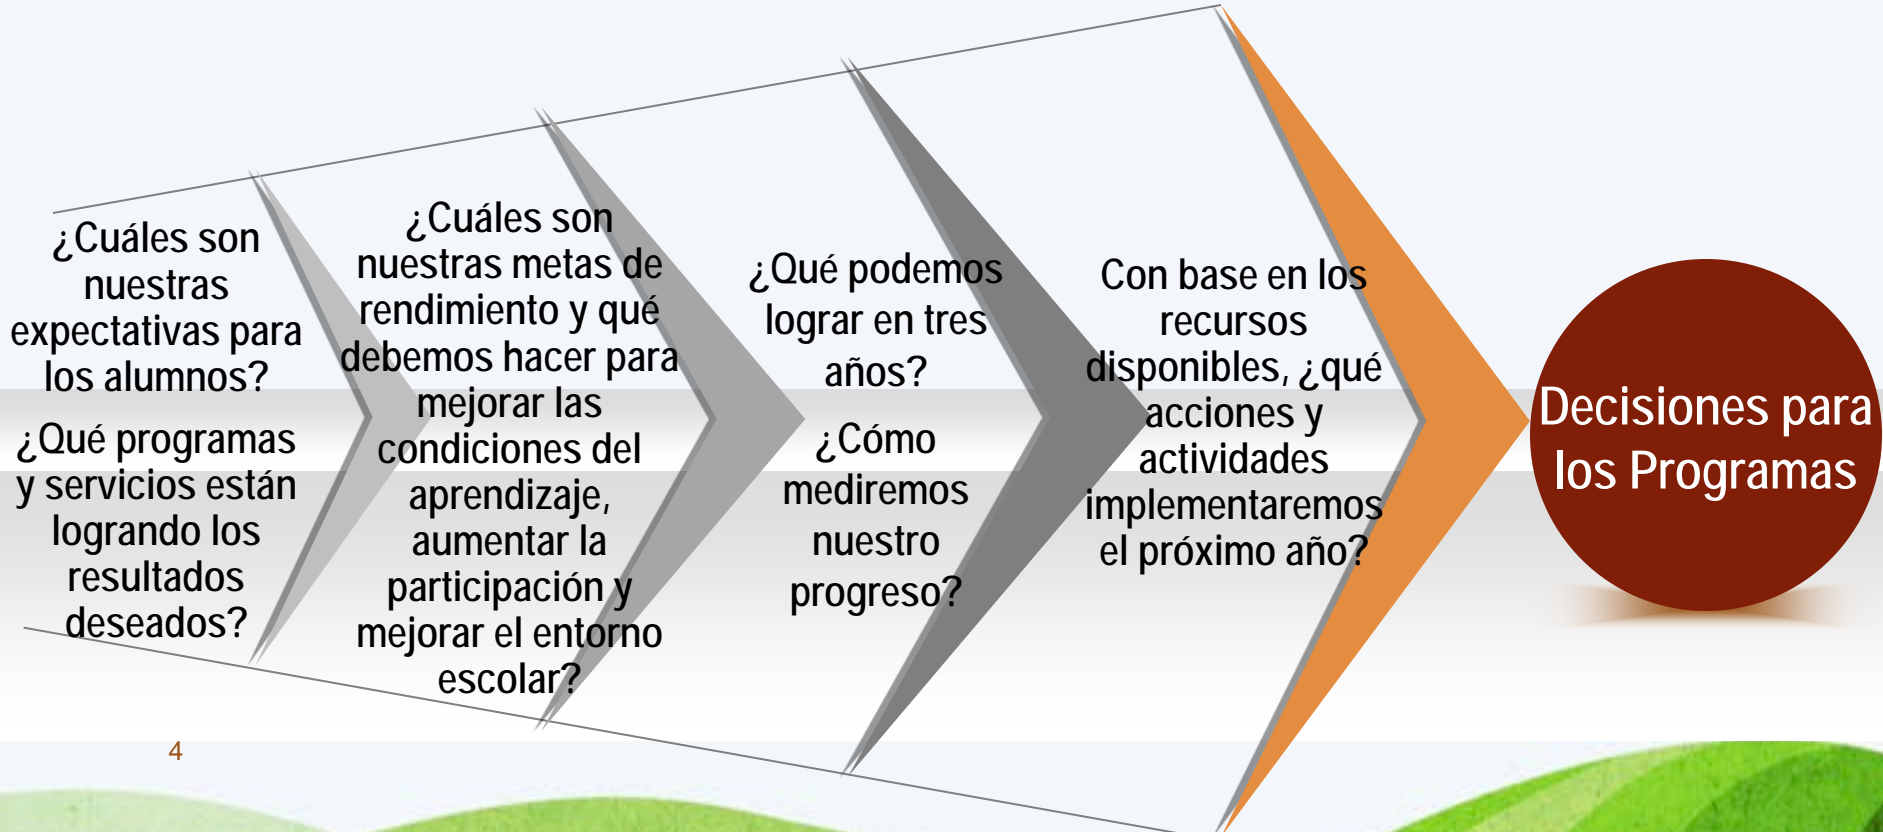 ¿Cuáles son
nuestras
expectativas para
los alumnos?
¿Qué programas
y servicios están
logrando los
resultados
deseados?
¿Cuáles son
nuestras metas de
rendimiento y qué
debemos hacer para
mejorar las
condiciones del
aprendizaje,
aumentar la
participación y
mejorar el entorno
escolar?
¿Qué podemos
lograr en tres
años?
¿Cómo
mediremos
nuestro
progreso?
Con base en los
recursos
disponibles, ¿qué
acciones y
actividades
implementaremos
el próximo año?
Decisiones para
los Programas
4